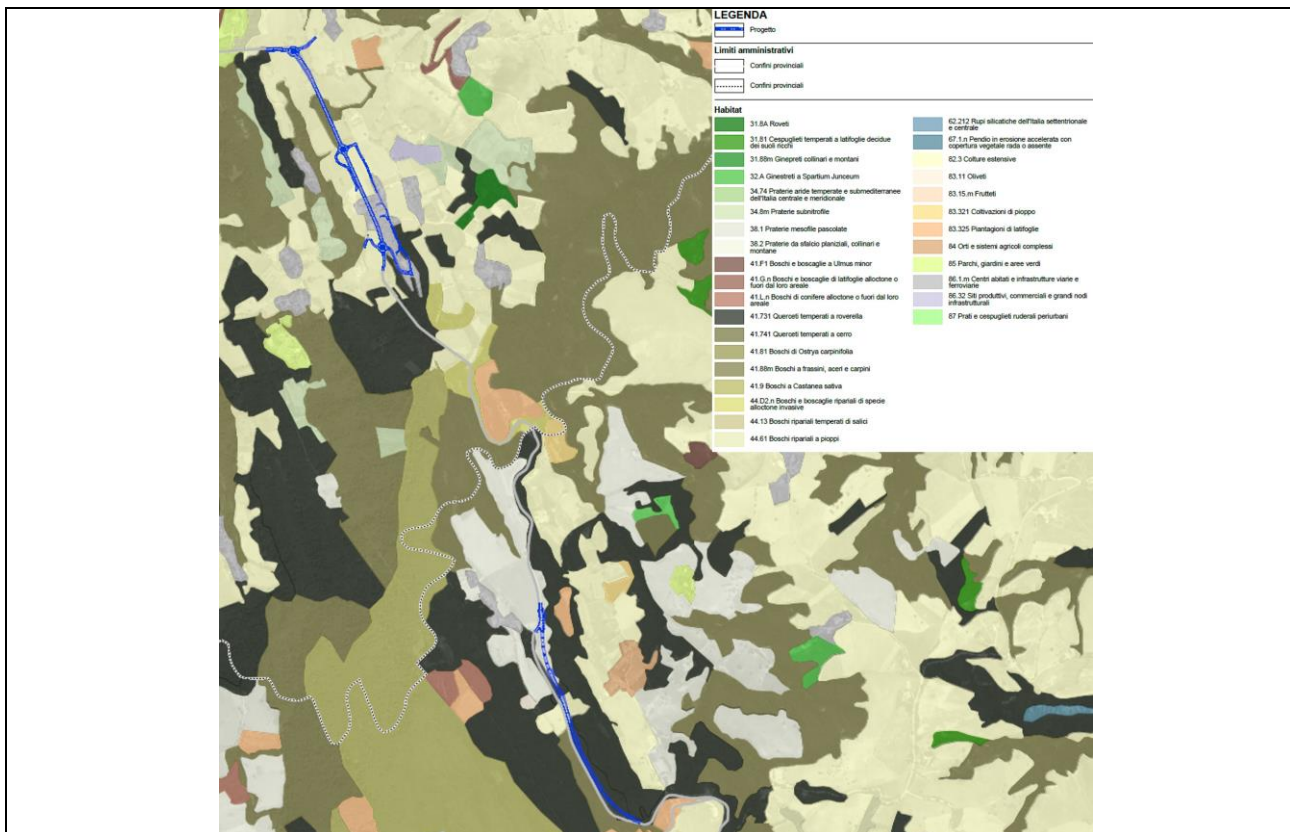 LEGENDA
Progetto
Limiti amministrativi
Confini provinciali
Confini provinciali
Habitat
31.8A Roveti
31.81 Cespuglieti temperati a latifoglie decidue
dei suoli ricchi
31.88m Ginepreti collinari e montani
32.A Ginestreti a Spartium Junceum
34.74 Praterie aride temperate e submediterranee
dell'Italia centrale e meridionale
34.8m Praterie subnitrofile
38.1 Praterie mesofile pascolate
38.2 Praterie da sfalcio planiziali, collinari e
montane
41.F1 Boschi e boscaglie a Ulmus minor
41.G.n Boschi e boscaglie di latifoglie alloctone o
fuori dal loro areale
41.L.n Boschi di conifere alloctone o fuori dal loro
areale
41.731 Querceti temperati a roverella
41.741 Querceti temperati a cerro
41.81 Boschi di Ostrya carpinifolia
41.88m Boschi a frassini, aceri e carpini
41.9 Boschi a Castanea sativa
44.D2.n Boschi e boscaglie ripariali di specie
alloctone invasive
44.13 Boschi ripariali temperati di salici
44.61 Boschi ripariali a pioppi
62.212 Rupi silicatiche dell'Italia settentrionale
e centrale
67.1.n Pendio in erosione accelerata con
copertura vegetale rada o assente
82.3 Colture estensive
83.11 Oliveti
83.15.m Frutteti
83.321 Coltivazioni di pioppo
83.325 Piantagioni di latifoglie
84 Orti e sistemi agricoli complessi
85 Parchi, giardini e aree verdi
86.1.m Centri abitati e infrastrutture viarie e
ferroviarie
86.32 Siti produttivi, commerciali e grandi nodi
infrastrutturali
87 Prati e cespuglieti ruderali periurbani